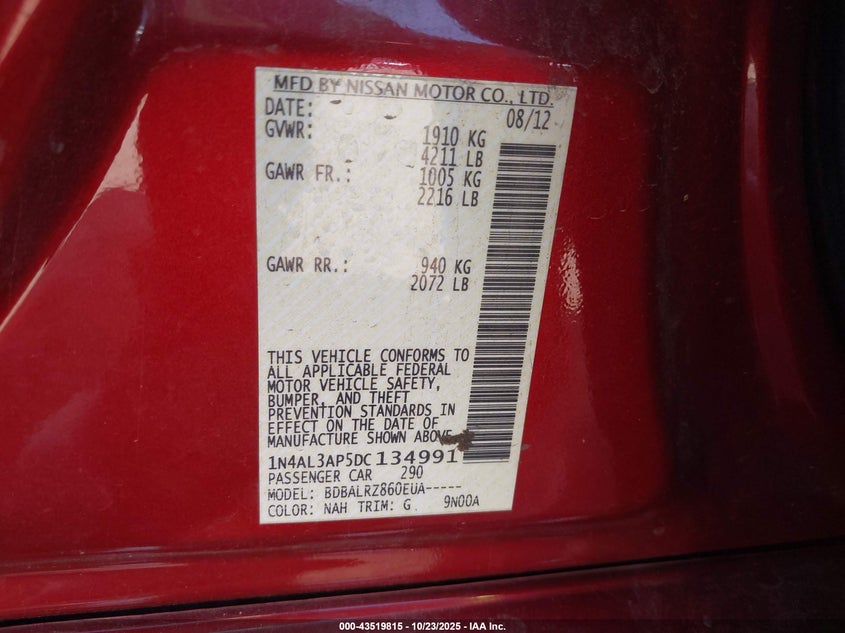 MFD BY NISSAN MOTOR CO., LTD.
DATE: 08/12
GVWR: 1910 KG
4211 LB
GAWR FR.: 1005 KG
2216 LB
GAWR RR.: 940 KG
2072 LB
THIS VEHICLE CONFORMS TO
ALL APPLICABLE FEDERAL
MOTOR VEHICLE SAFETY,
BUMPER, AND THEFT
PREVENTION STANDARDS IN
EFFECT ON THE DATE OF
MANUFACTURE SHOWN ABOVE.
1N4AL3AP5DC134991
PASSENGER CAR 290
MODEL: BDBALRZ860EUA-----
COLOR: NAH TRIM: G 9N00A
000-43519815 - 10/23/2025 - IAA Inc.